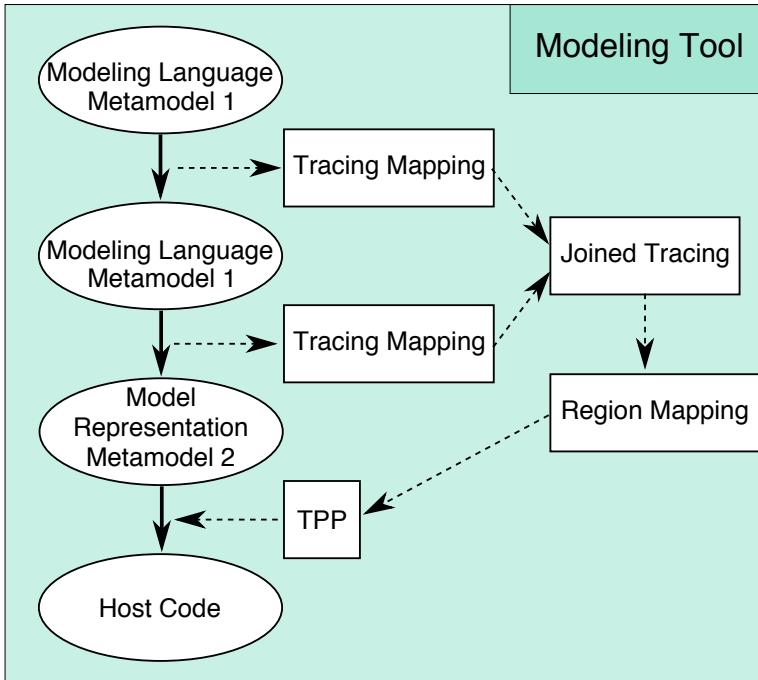 Modeling Tool
Modeling Language
Metamodel 1
Tracing Mapping
Modeling Language
Metamodel 1
Joined Tracing
Tracing Mapping
Model
Representation
Metamodel 2
Region Mapping
TPP
Host Code